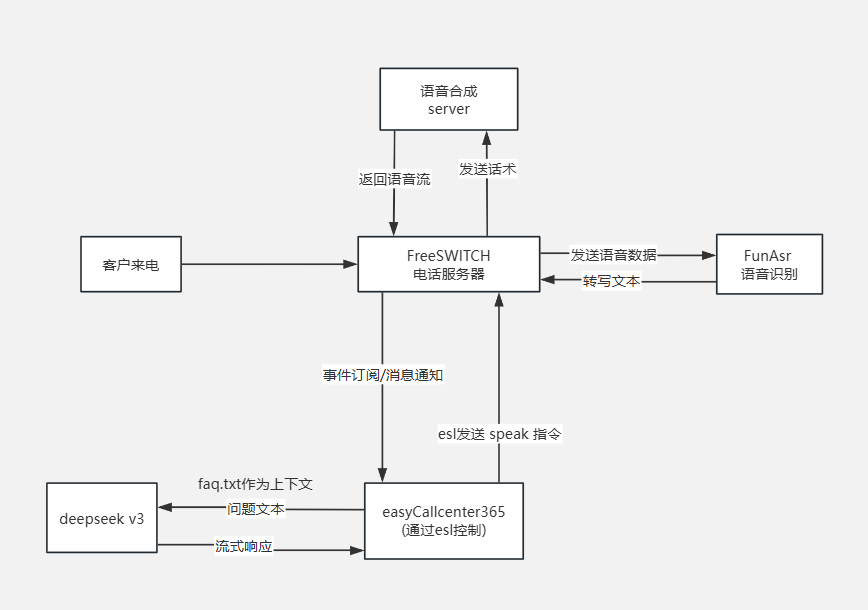 语音合成
server
返回语音流
发送话术
客户来电
FreeSWITCH
电话服务器
发送语音数据
转写文本
FunAsr
语音识别
事件订阅/消息通知
esl发送 speak 指令
faq.txt作为上下文
问题文本
deepseek v3
流式响应
easyCallcenter365
(通过esl控制)